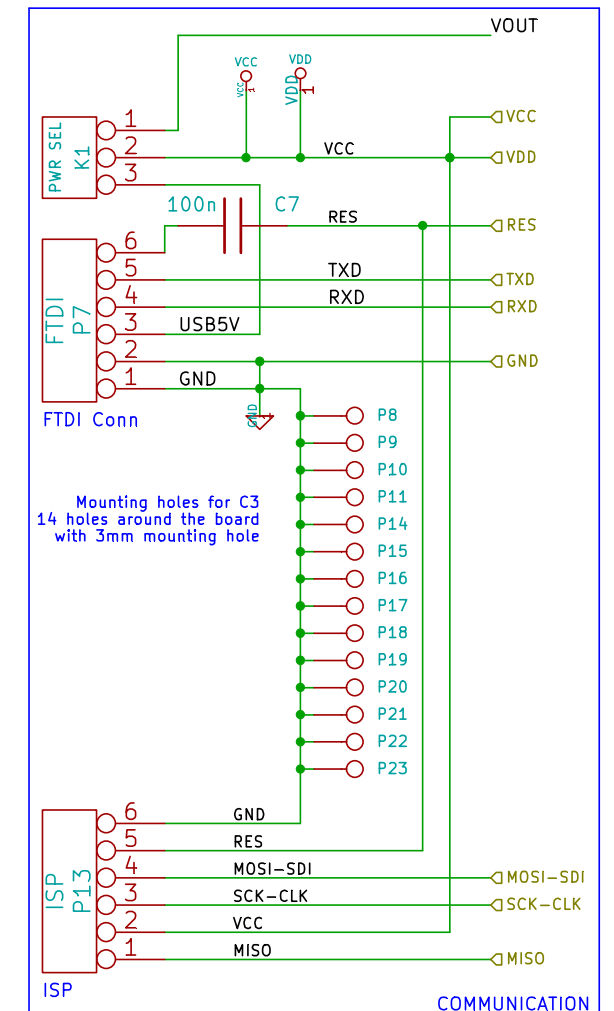 VOUT
VCC
VDD
VCC
1
VDD
1
VCC
PWR SEL
K1
1
2
3
VCC
VDD
100n
C7
RES
RES
FTDI
P7
6
5
4
3
2
1
TXD
TXD
RXD
RXD
USB5V
GND
GND
GND
1
FTDI Conn
P8
P9
P10
P11
P14
P15
P16
P17
P18
P19
P20
P21
P22
P23
Mounting holes for C3
14 holes around the board
with 3mm mounting hole
ISP
P13
6
5
4
3
2
1
GND
RES
MOSI-SDI
MOSI-SDI
SCK-CLK
SCK-CLK
VCC
MISO
MISO
ISP
COMMUNICATION